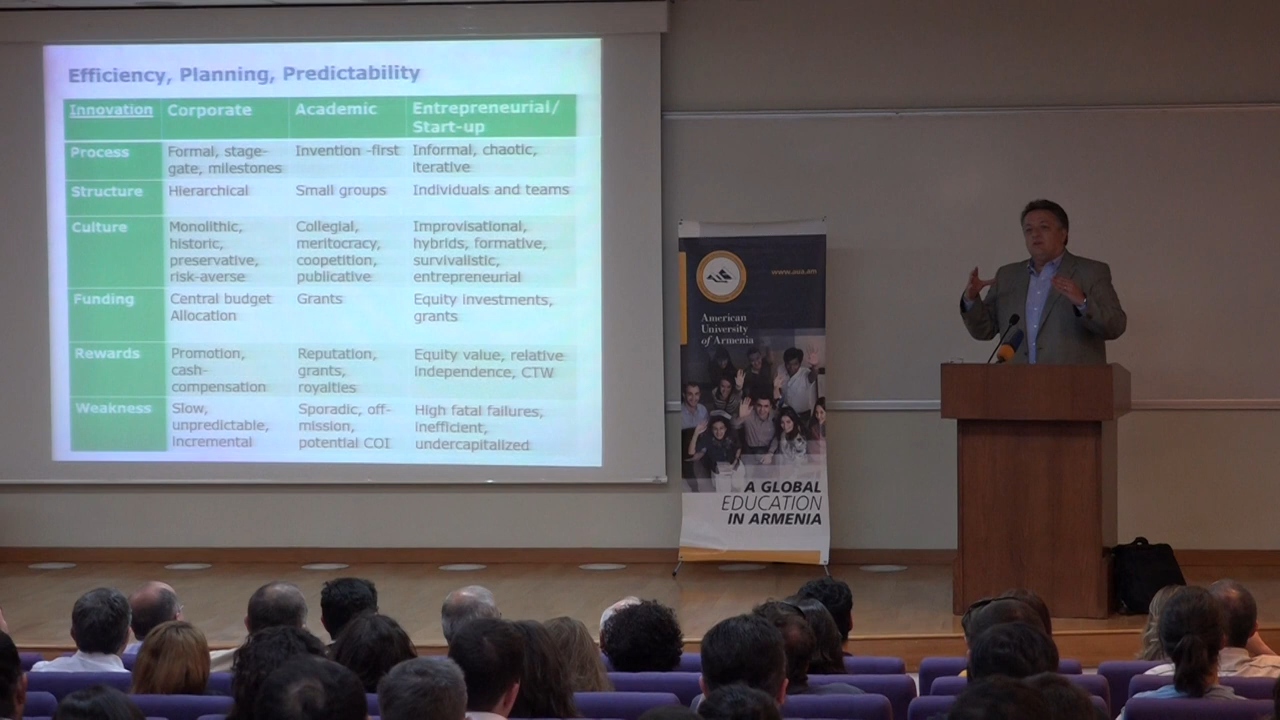 Efficiency, Planning, Predictability
Innovation Corporate Academic Entrepreneurial/
Start-up
Process Formal, stage- Invention -first Informal, chaotic,
gate, milestones iterative
Structure Hierarchical Small groups Individuals and teams
Culture Monolithic, Collegial, Improvisational,
historic, meritocracy, hybrids, formative,
preservative, coopetition, survivalistic,
risk-averse publicative entrepreneurial
Funding Central budget Grants Equity investments,
Allocation grants
Rewards Promotion, Reputation, Equity value, relative
cash- grants, independence, CTW
compensation royalties
Weakness Slow, Sporadic, off- High fatal failures,
unpredictable, mission, inefficient,
incremental potential COI undercapitalized
www.aua.am
American
University
of Armenia
A GLOBAL
EDUCATION
IN ARMENIA